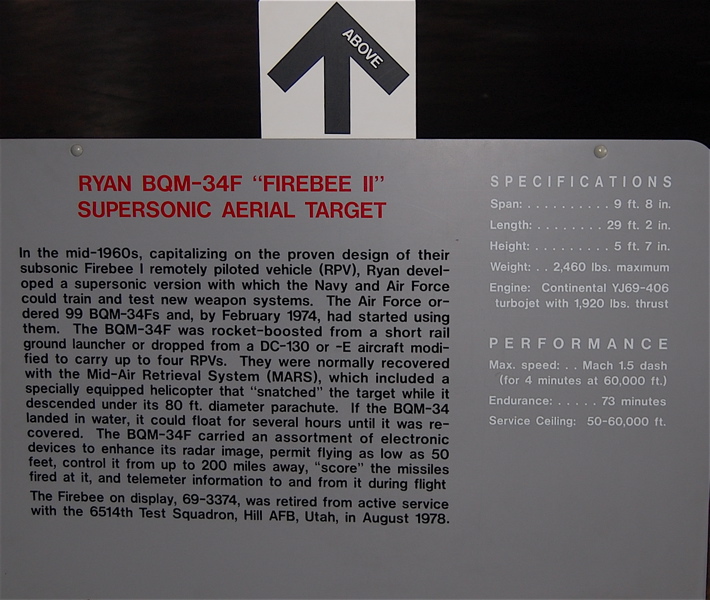 ABOVE
RYAN BQM-34F "FIREBEE II"
SUPERSONIC AERIAL TARGET
In the mid-1960s, capitalizing on the proven design of their
subsonic Firebee I remotely piloted vehicle (RPV), Ryan devel-
oped a supersonic version with which the Navy and Air Force
could train and test new weapon systems. The Air Force or-
dered 99 BQM-34Fs and, by February 1974, had started using
them. The BQM-34F was rocket-boosted from a short rail
ground launcher or dropped from a DC-130 or -E aircraft modi-
fied to carry up to four RPVs. They were normally recovered
with the Mid-Air Retrieval System (MARS), which included a
specially equipped helicopter that "snatched" the target while it
descended under its 80 ft. diameter parachute. If the BQM-34
landed in water, it could float for several hours until it was re-
covered. The BQM-34F carried an assortment of electronic
devices to enhance its radar image, permit flying as low as 50
feet, control it from up to 200 miles away, "score" the missiles
fired at it, and telemeter information to and from it during flight
The Firebee on display, 69-3374, was retired from active service
with the 6514th Test Squadron, Hill AFB, Utah, in August 1978.
SPECIFICATIONS
Span: . . . . . . . . . . 9 ft. 8 in.
Length: . . . . . . . . 29 ft. 2 in.
Height: . . . . . . . . . 5 ft. 7 in.
Weight: . . 2,460 lbs. maximum
Engine: Continental YJ69-406
turbojet with 1,920 lbs. thrust
PERFORMANCE
Max. speed: . . Mach 1.5 dash
(for 4 minutes at 60,000 ft.)
Endurance: . . . . . 73 minutes
Service Ceiling: 50-60,000 ft.